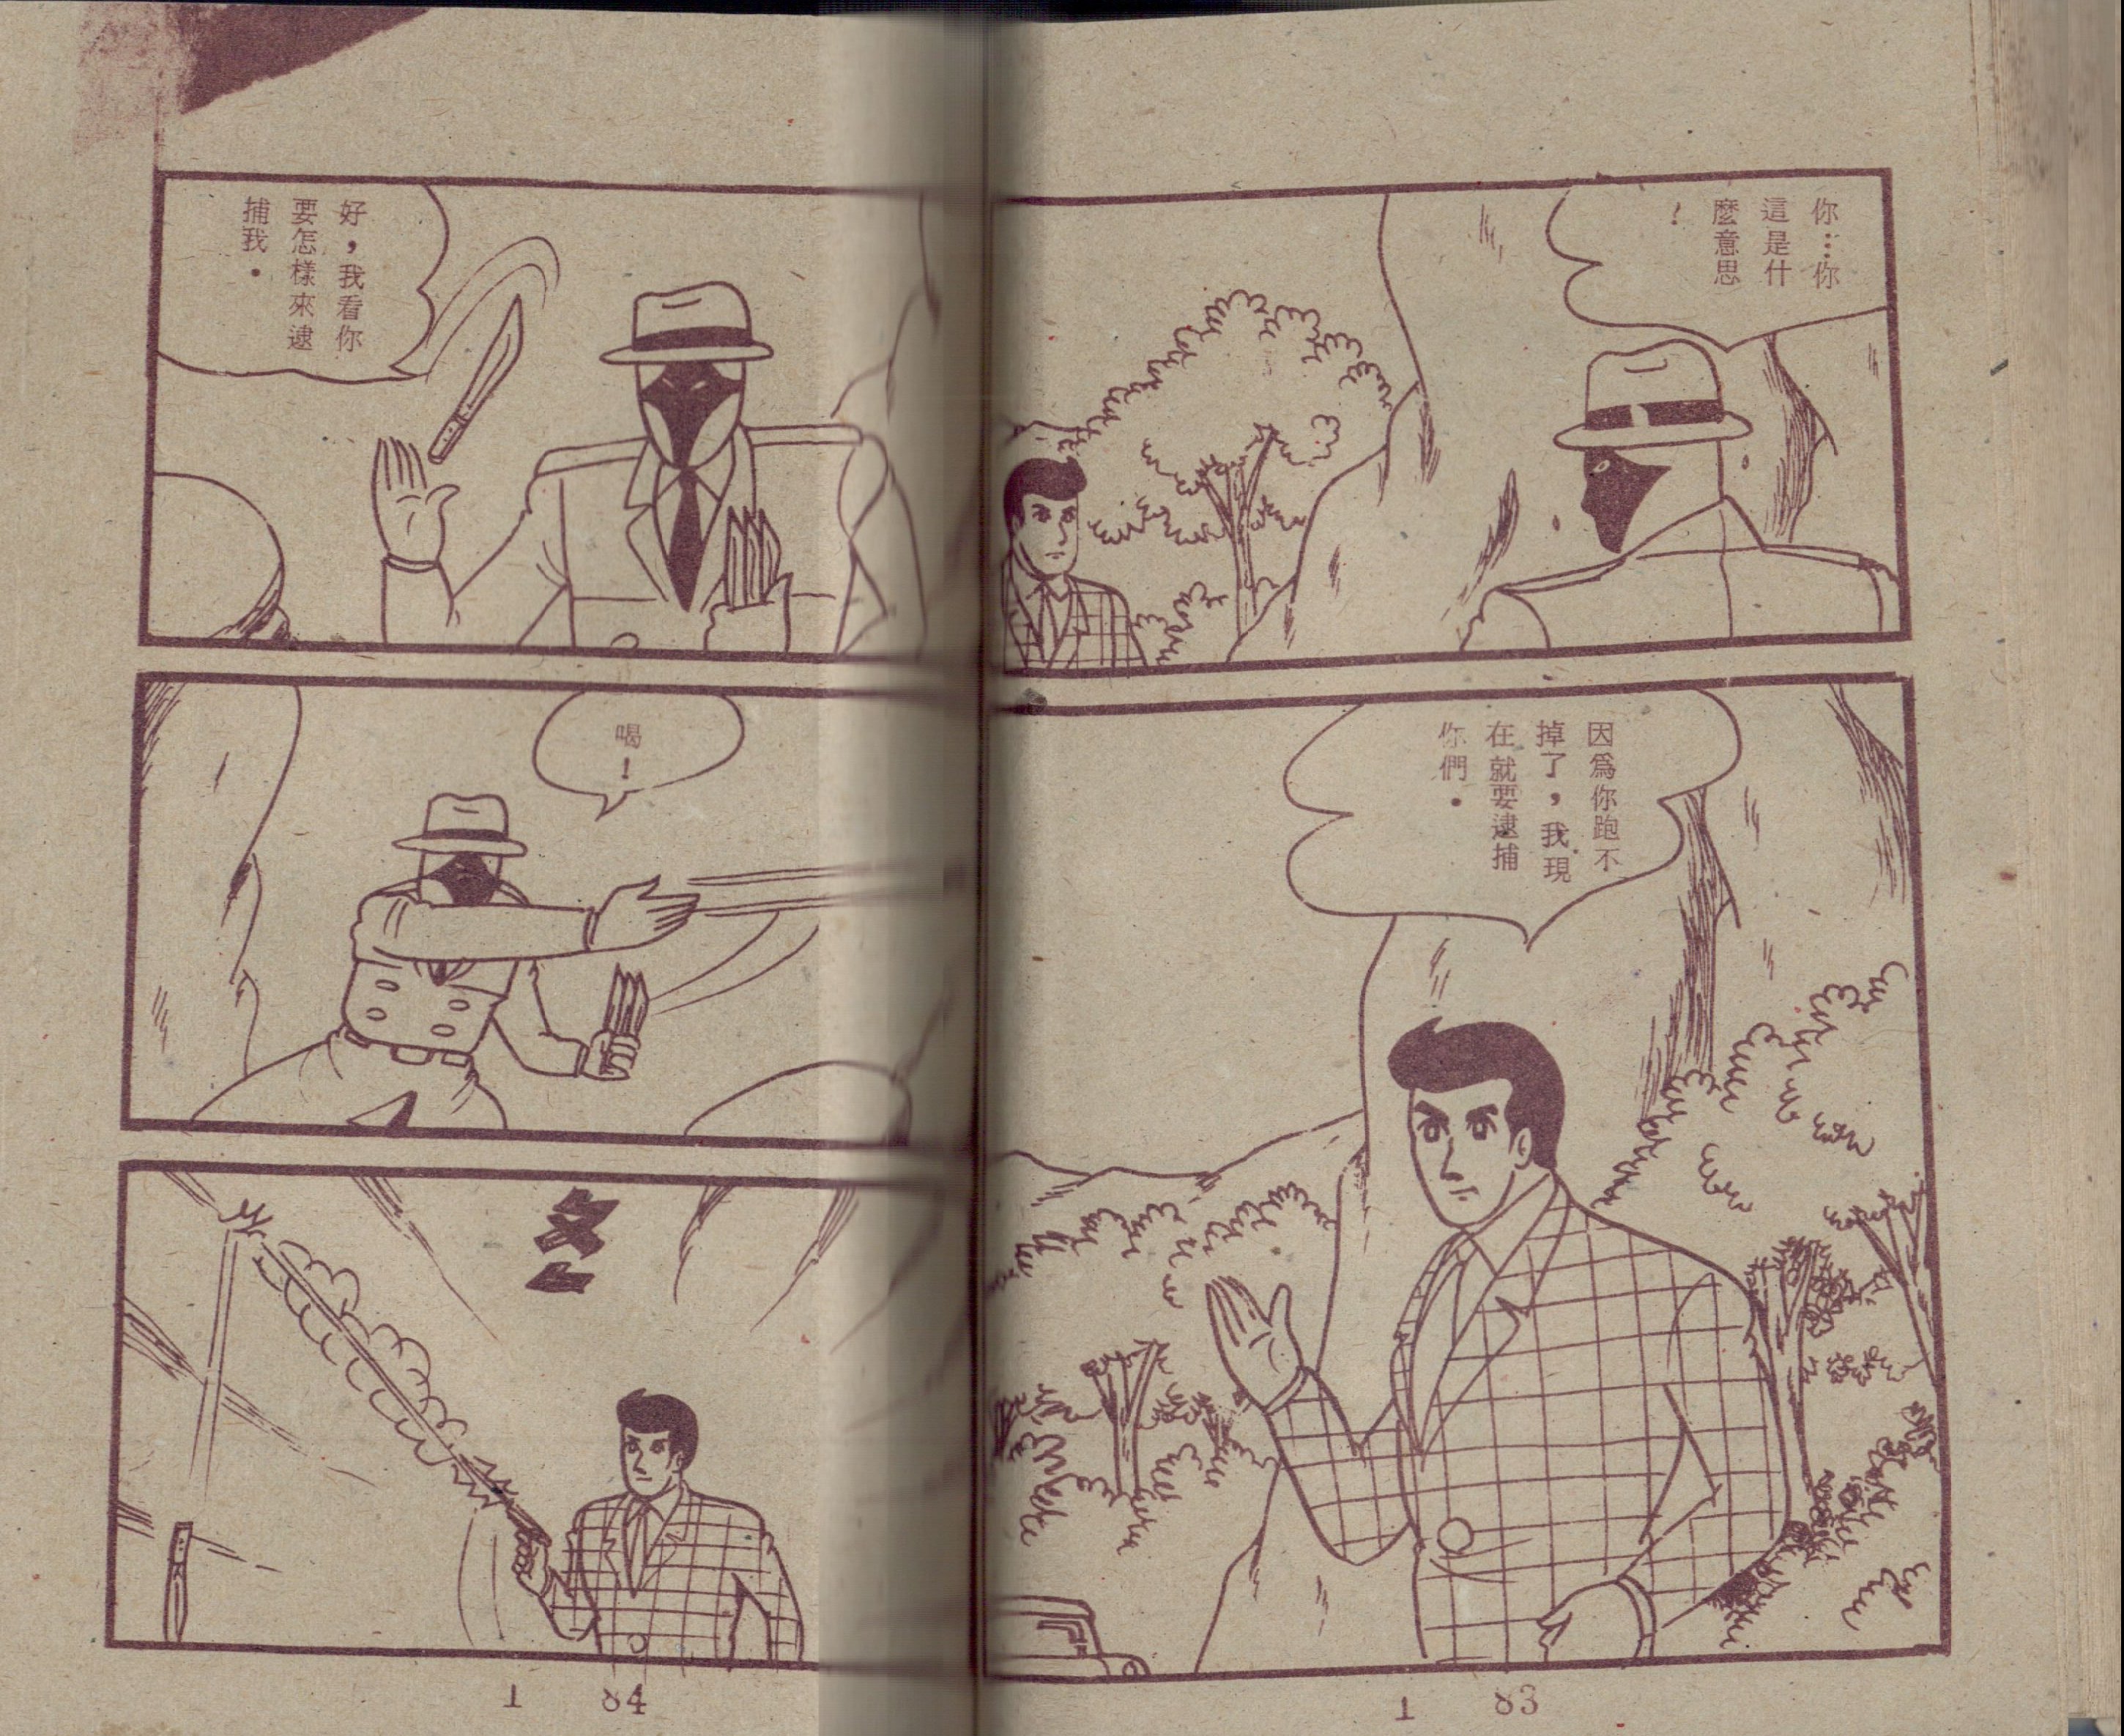 你…你
這是什
麼意思
！
因爲你跑不
掉了，我現
在就要逮捕
你們．
1 83
好，我看你
要怎樣來逮
捕我．
喝！
1 84